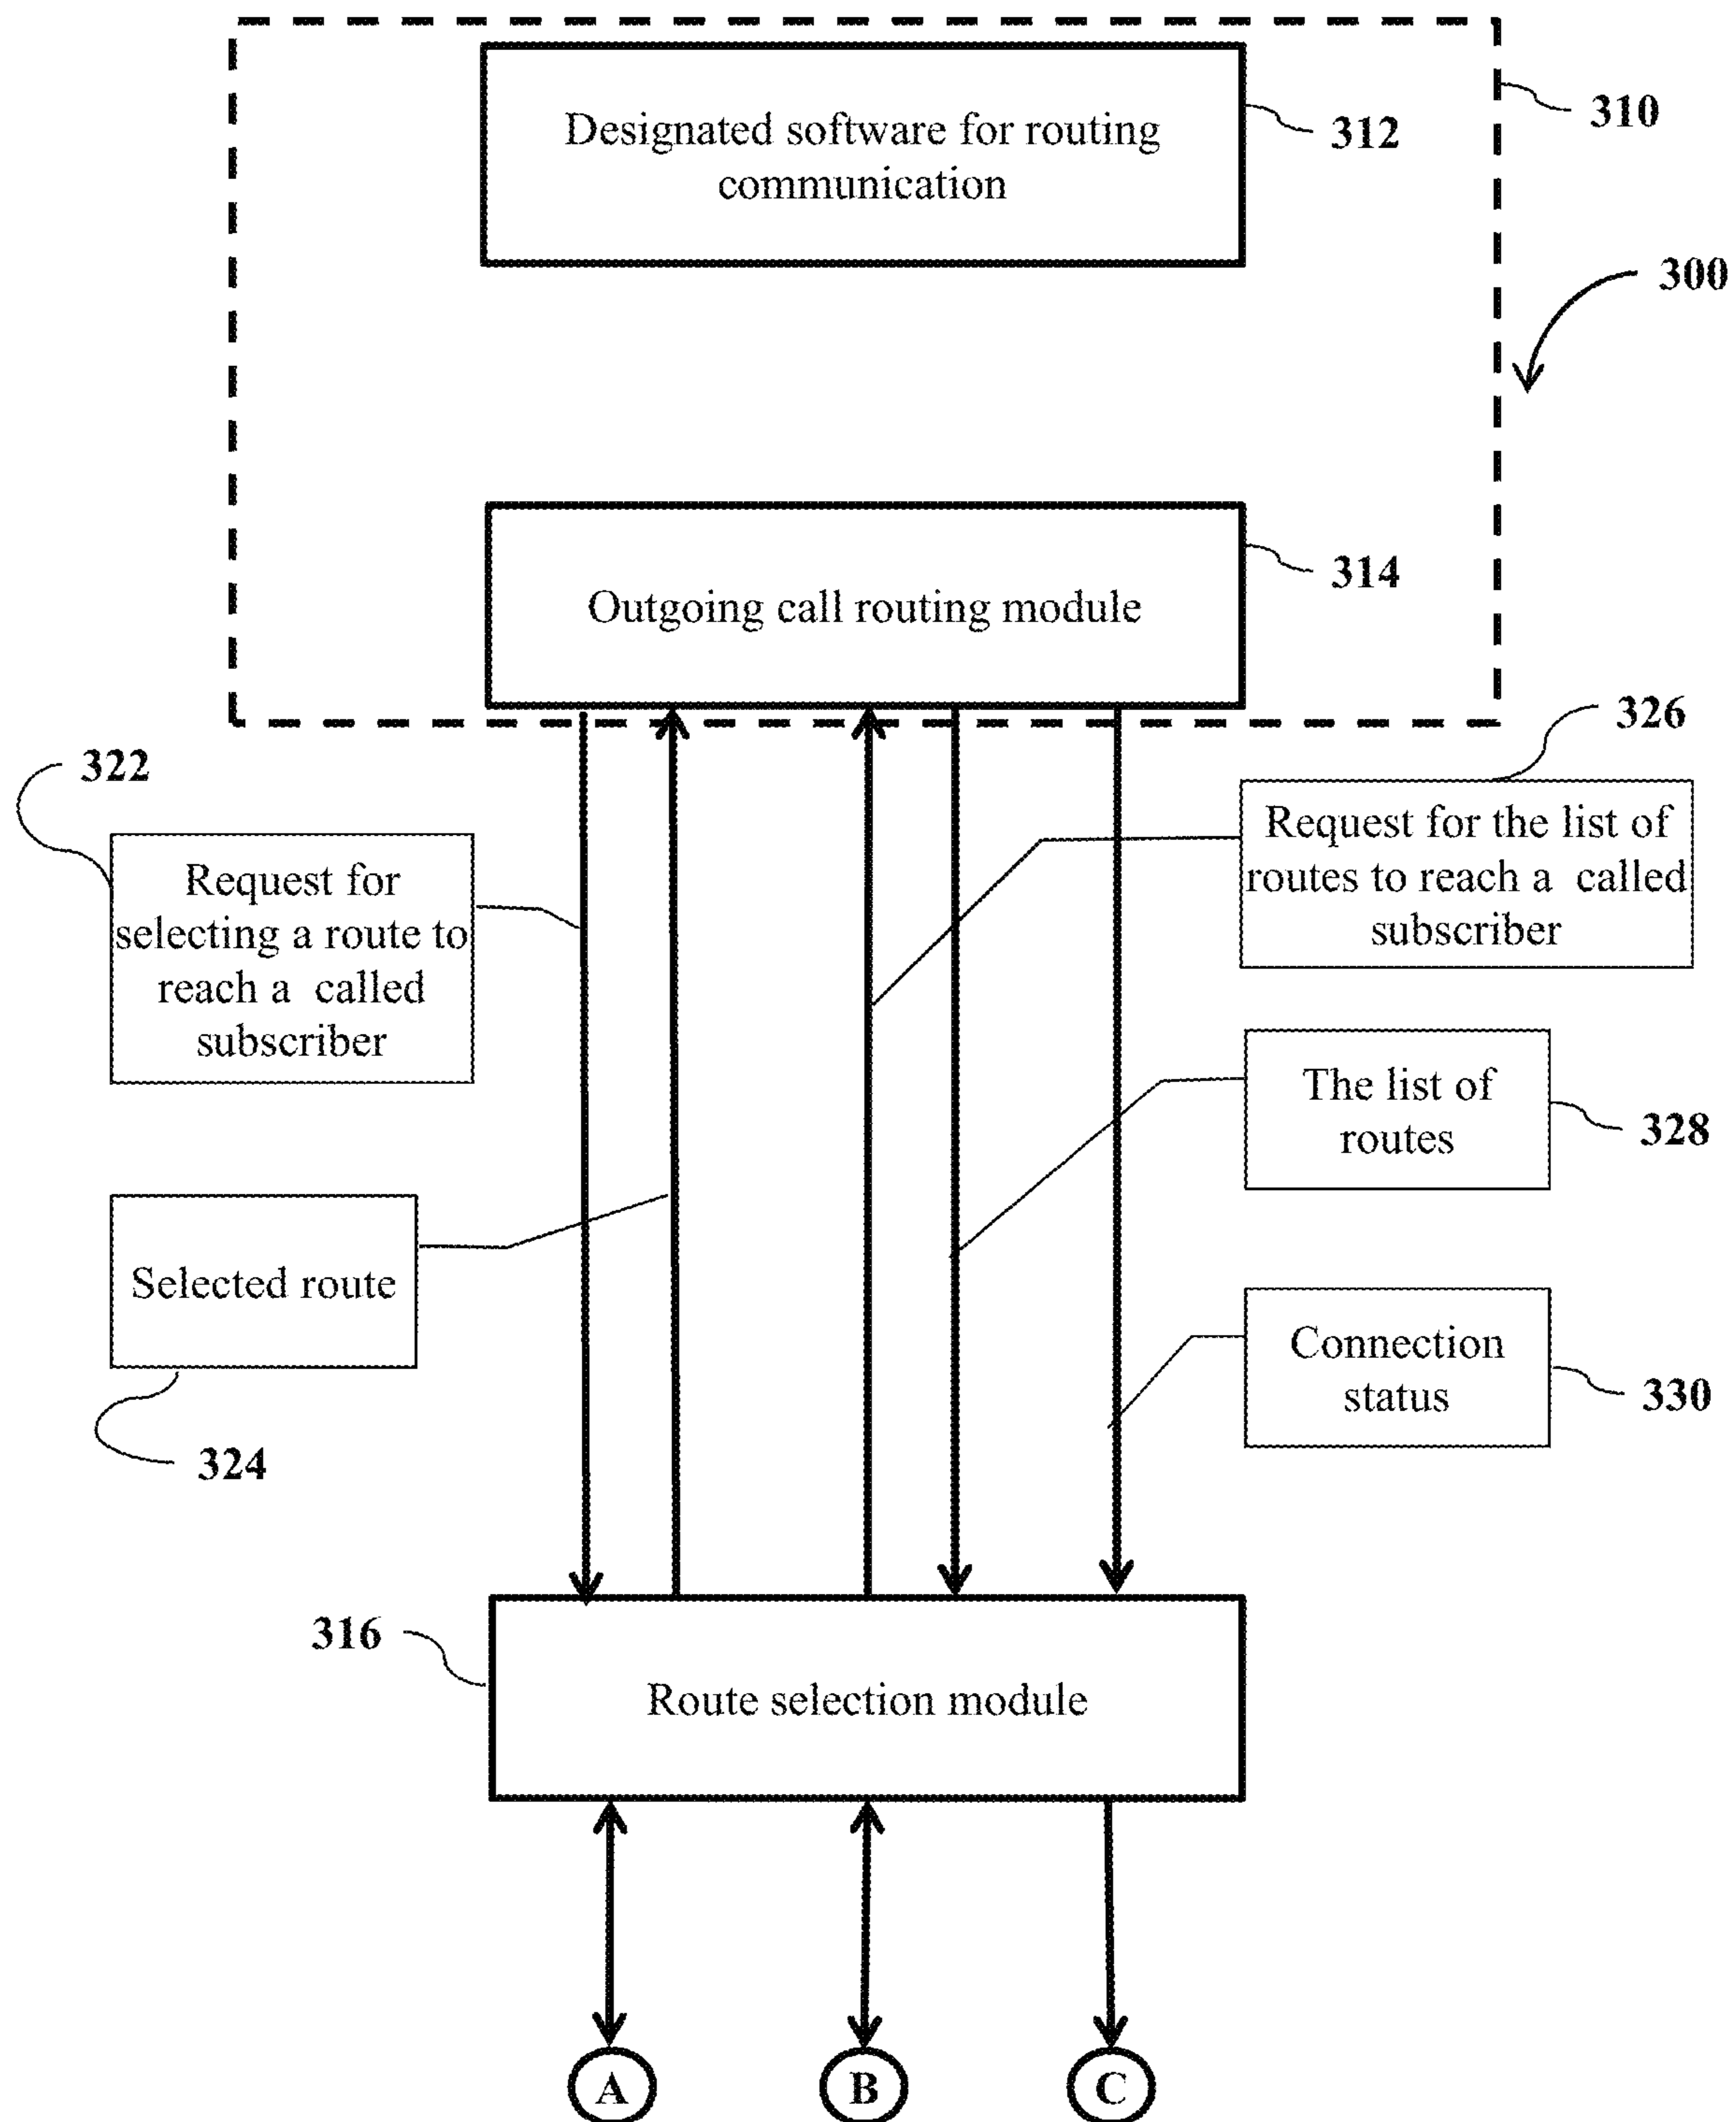 310
Designated software for routing
communication
312
300
Outgoing call routing module
314
326
322
Request for the list of
routes to reach a called
subscriber
Request for
selecting a route to
reach a called
subscriber
The list of
routes
328
Selected route
324
Connection
status
330
316
Route selection module
A
B
C